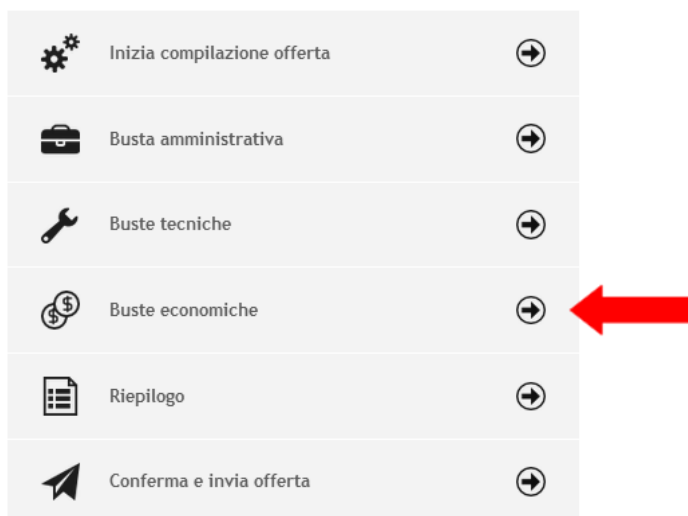 Inizia compilazione offerta
Busta amministrativa
Buste tecniche
Buste economiche
Riepilogo
Conferma e invia offerta